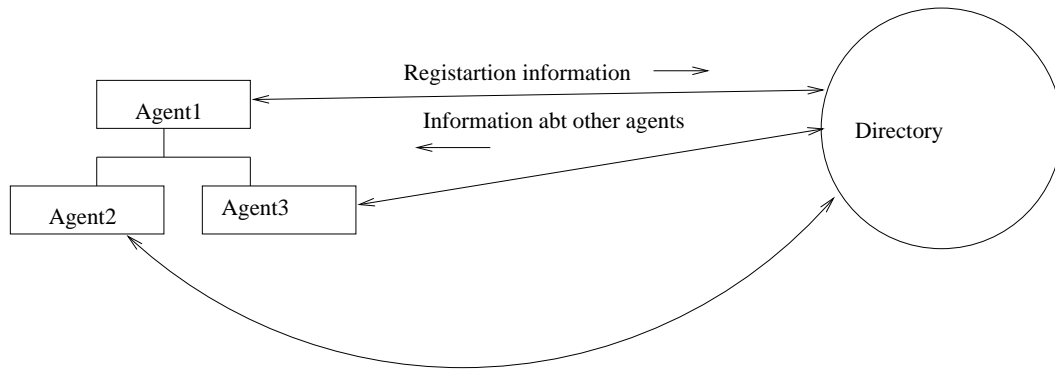 Registartion information
Agent1
Information abt other agents
Directory
Agent2
Agent3